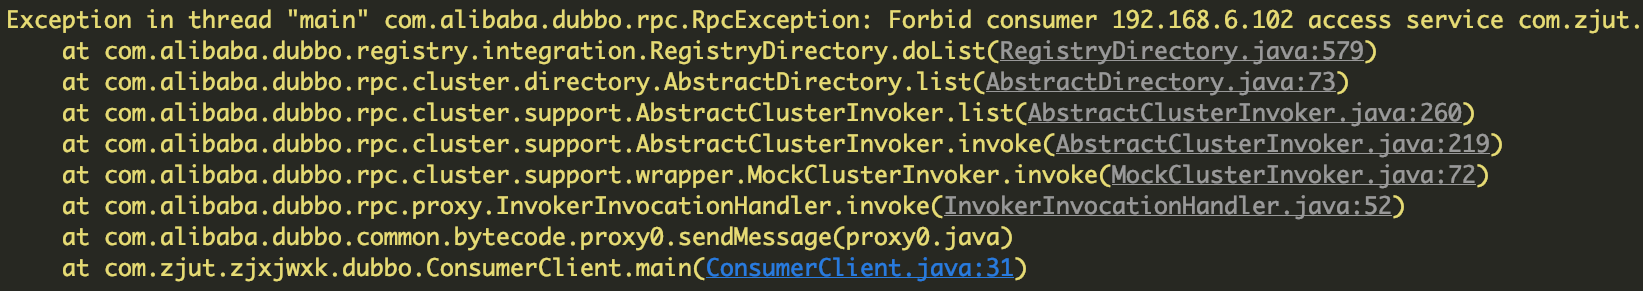 Exception in thread "main" com.alibaba.dubbo.rpc.RpcException: Forbid consumer 192.168.6.102 access service com.zjut.
at com.alibaba.dubbo.registry.integration.RegistryDirectory.doList(RegistryDirectory.java:579)
at com.alibaba.dubbo.rpc.cluster.directory.AbstractDirectory.list(AbstractDirectory.java:73)
at com.alibaba.dubbo.rpc.cluster.support.AbstractClusterInvoker.list(AbstractClusterInvoker.java:260)
at com.alibaba.dubbo.rpc.cluster.support.AbstractClusterInvoker.invoke(AbstractClusterInvoker.java:219)
at com.alibaba.dubbo.rpc.cluster.support.wrapper.MockClusterInvoker.invoke(MockClusterInvoker.java:72)
at com.alibaba.dubbo.rpc.proxy.InvokerInvocationHandler.invoke(InvokerInvocationHandler.java:52)
at com.alibaba.dubbo.common.bytecode.proxy0.sendMessage(proxy0.java)
at com.zjut.zjxjwxk.dubbo.ConsumerClient.main(ConsumerClient.java:31)